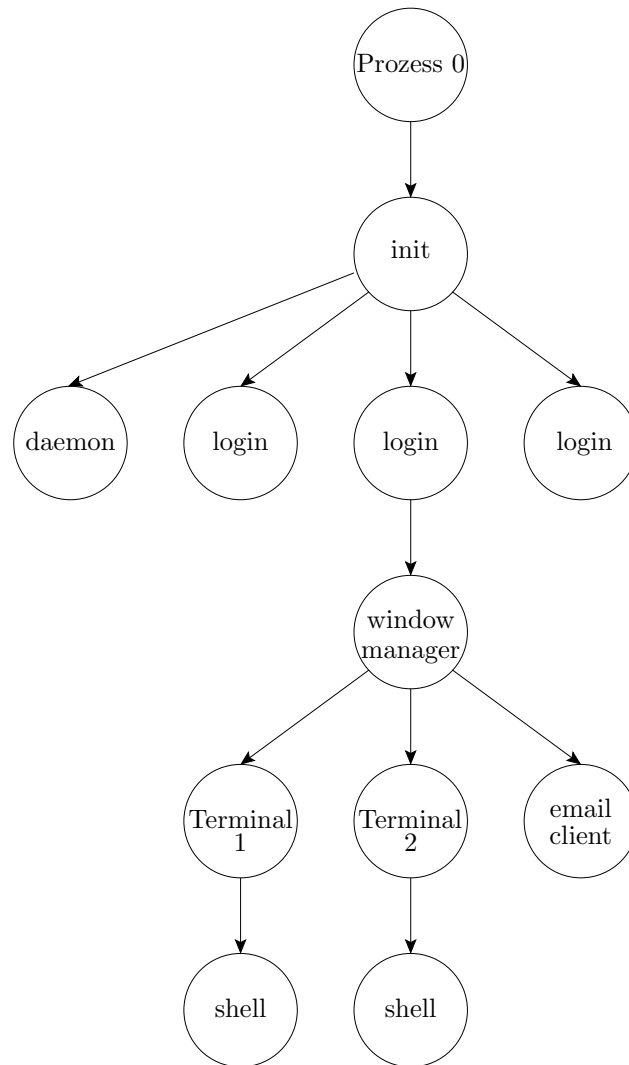 Prozess 0
init
daemon
login
login
login
window
manager
Terminal
1
Terminal
2
email
client
shell
shell